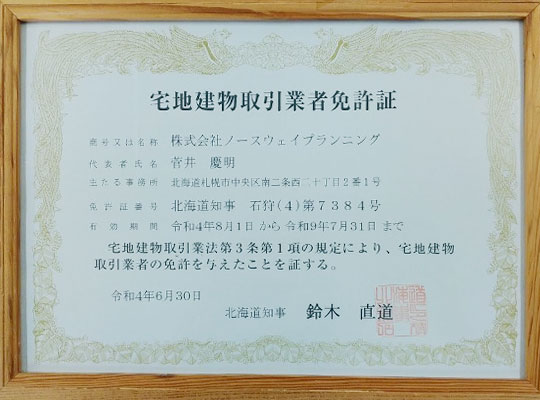 宅地建物取引業者免許証
商号又は名称 株式会社ノースウェイプランニング
代表者氏名 菅井 慶明
主たる事務所 北海道札幌市中央区南二条西二十丁目2番1号
免許証番号 北海道知事 石狩(4)第7384号
有効期間 令和4年8月1日から令和9年7月31日まで
宅地建物取引業法第3条第1項の規定により、宅地建物
取引業者の免許を与えたことを証する。
令和4年6月30日
北海道知事 鈴木 直道